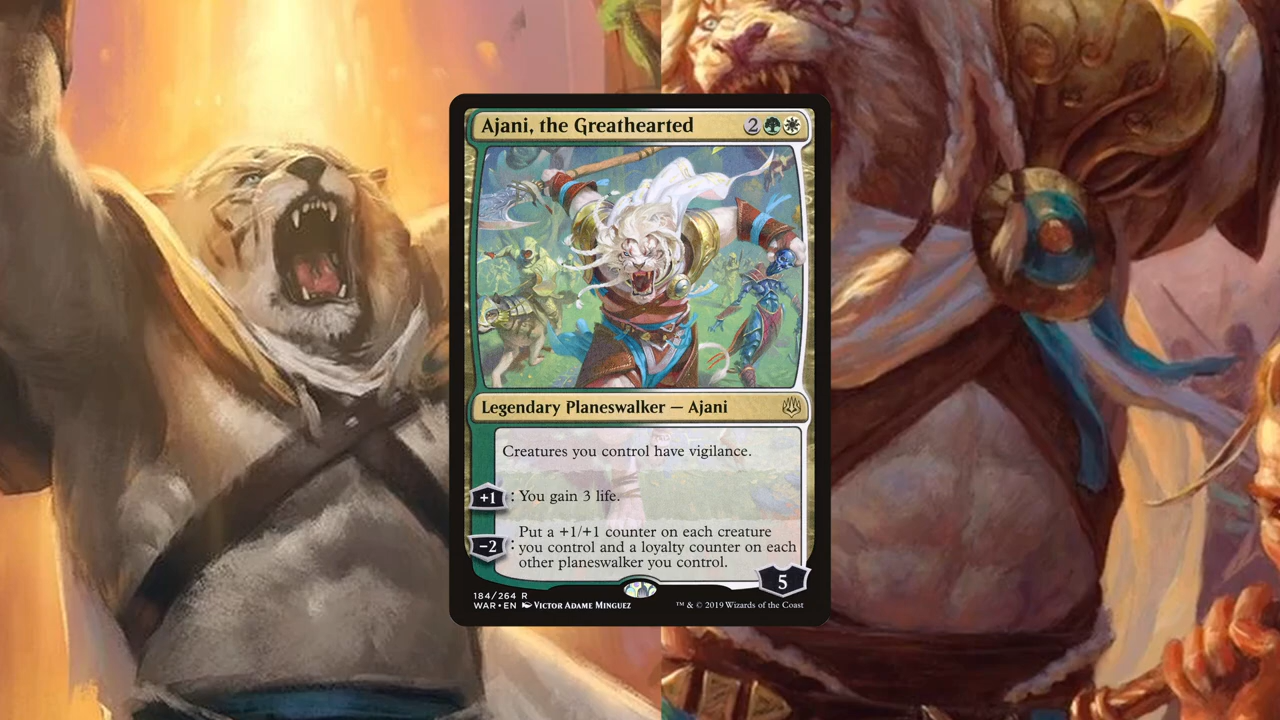 Ajani, the Greathearted 2
Legendary Planeswalker — Ajani
Creatures you control have vigilance.
+1 : You gain 3 life.
−2 : Put a +1/+1 counter on each creature
you control and a loyalty counter on each
other planeswalker you control.
5
184/264 R
WAR • EN Victor Adame Minguez ™ & © 2019 Wizards of the Coast